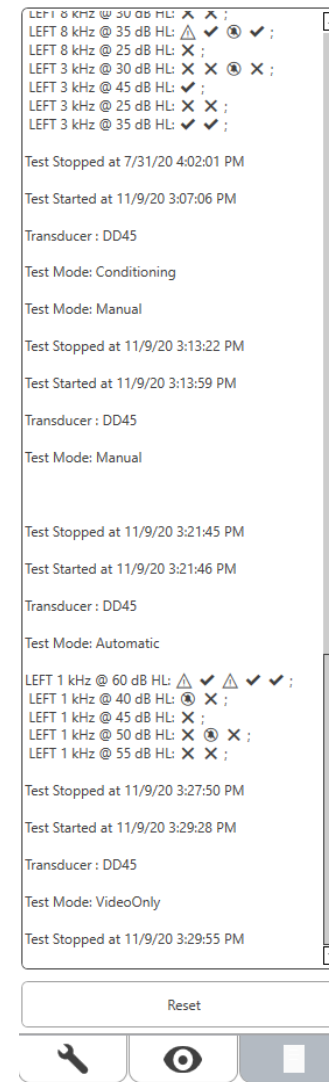 LEFT 8 kHz @ 30 dB HL: ✕ ✕ ;
LEFT 8 kHz @ 35 dB HL: ⚠ ✔ 🔕 ✔ ;
LEFT 8 kHz @ 25 dB HL: ✕ ;
LEFT 3 kHz @ 30 dB HL: ✕ ✕ 🔕 ✕ ;
LEFT 3 kHz @ 45 dB HL: ✔ ;
LEFT 3 kHz @ 25 dB HL: ✕ ✕ ;
LEFT 3 kHz @ 35 dB HL: ✔ ✔ ;
Test Stopped at 7/31/20 4:02:01 PM
Test Started at 11/9/20 3:07:06 PM
Transducer : DD45
Test Mode: Conditioning
Test Mode: Manual
Test Stopped at 11/9/20 3:13:22 PM
Test Started at 11/9/20 3:13:59 PM
Transducer : DD45
Test Mode: Manual
Test Stopped at 11/9/20 3:21:45 PM
Test Started at 11/9/20 3:21:46 PM
Transducer : DD45
Test Mode: Automatic
LEFT 1 kHz @ 60 dB HL: ⚠ ✔ ⚠ ✔ ✔ ;
LEFT 1 kHz @ 40 dB HL: 🔕 ✕ ;
LEFT 1 kHz @ 45 dB HL: ✕ ;
LEFT 1 kHz @ 50 dB HL: ✕ 🔕 ✕ ;
LEFT 1 kHz @ 55 dB HL: ✕ ✕ ;
Test Stopped at 11/9/20 3:27:50 PM
Test Started at 11/9/20 3:29:28 PM
Transducer : DD45
Test Mode: VideoOnly
Test Stopped at 11/9/20 3:29:55 PM
Reset